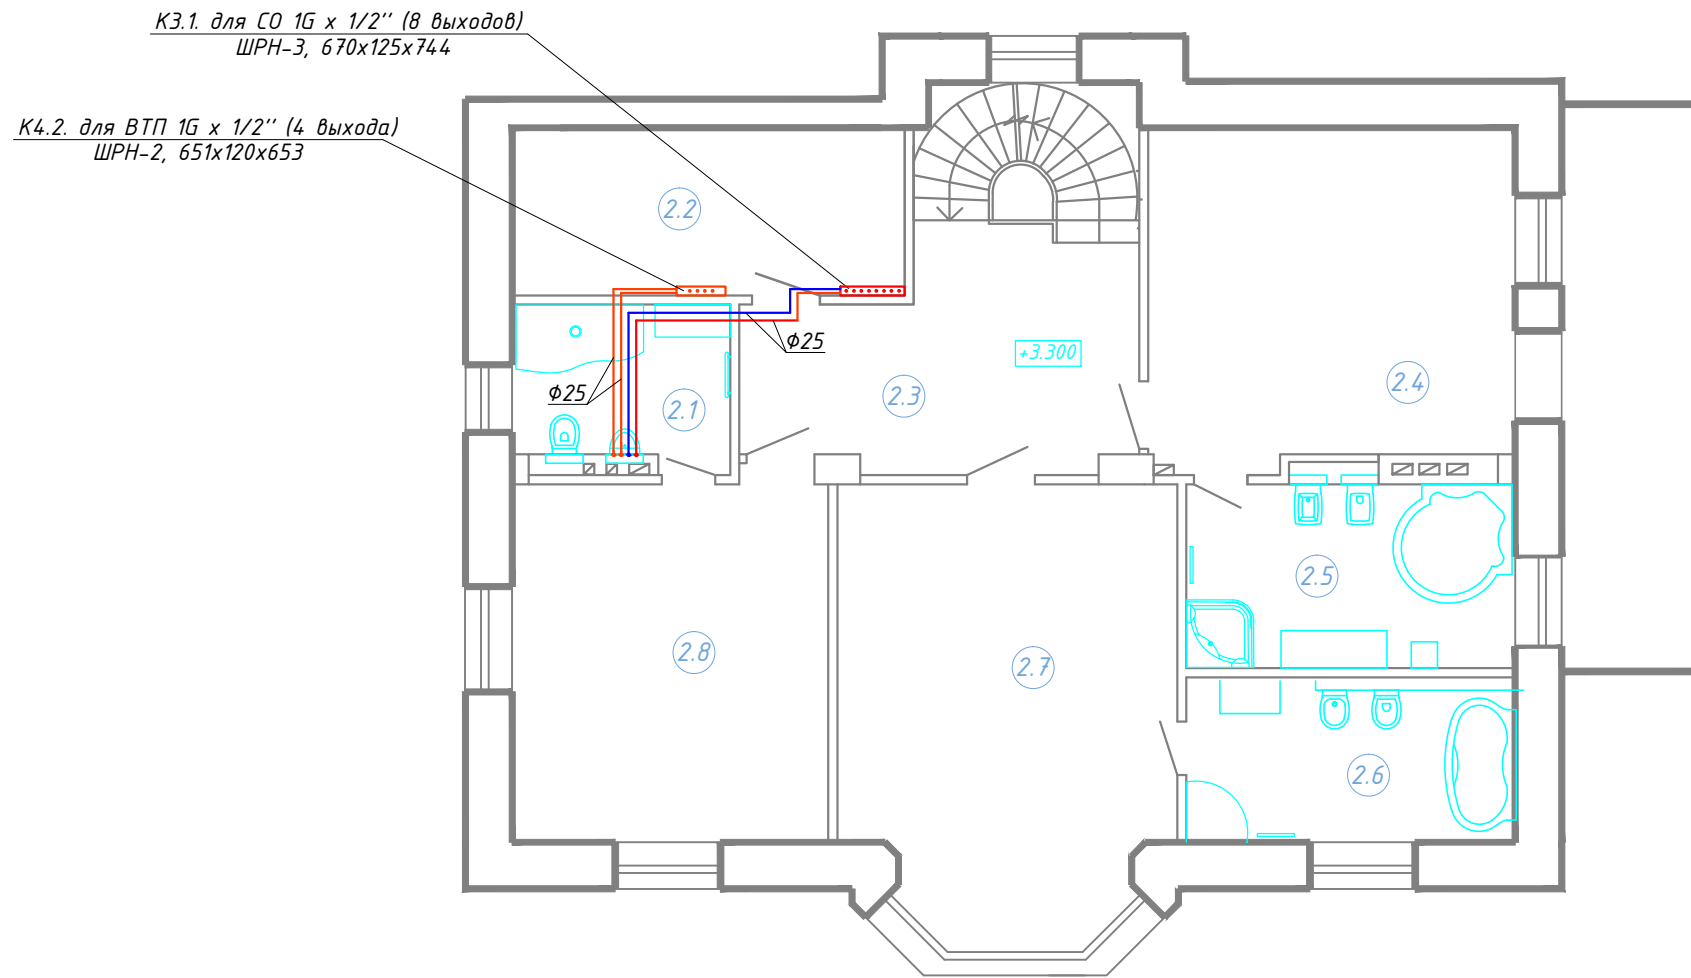 К3.1. для СО 1G x 1/2'' (8 выходов)
ШРН-3, 670x125x744
К4.2. для ВТП 1G x 1/2'' (4 выхода)
ШРН-2, 651x120x653
2.2
Ф25
+3.300
Ф25
2.1
2.3
2.4
2.5
2.8
2.7
2.6